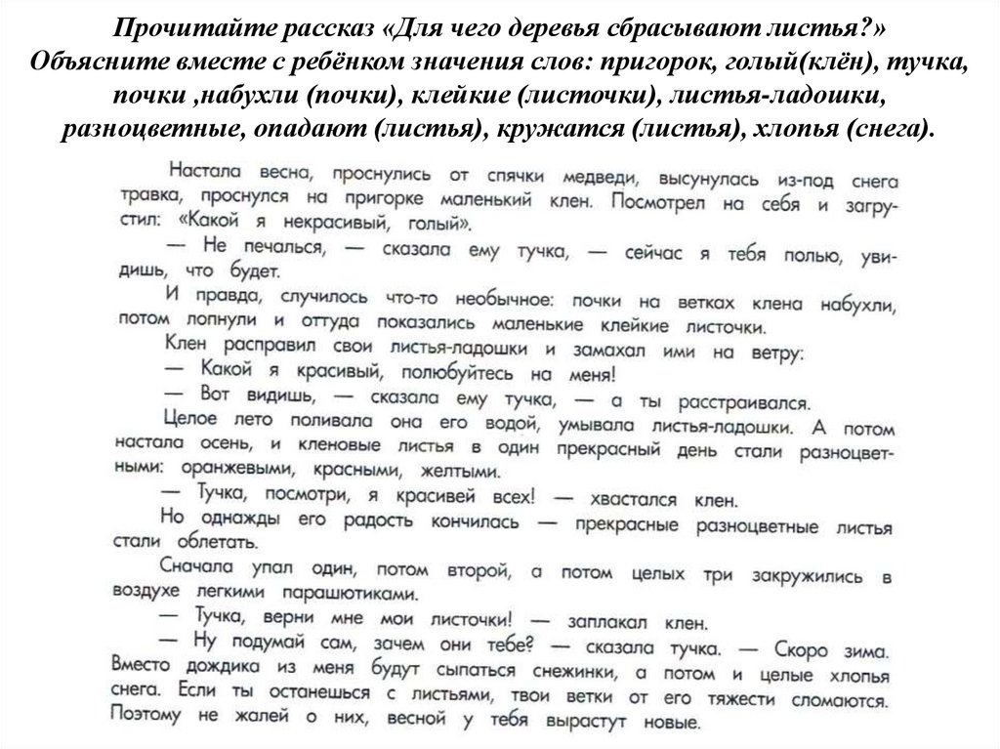 Прочитайте рассказ «Для чего деревья сбрасывают листья?»
Объясните вместе с ребёнком значения слов: пригорок, голый(клён), тучка,
почки ,набухли (почки), клейкие (листочки), листья-ладошки,
разноцветные, опадают (листья), кружатся (листья), хлопья (снега).
Настала весна, проснулись от спячки медведи, высунулась из-под снега
травка, проснулся на пригорке маленький клен. Посмотрел на себя и загру-
стил: «Какой я некрасивый, голый».
— Не печалься, — сказала ему тучка, — сейчас я тебя полью, уви-
дишь, что будет.
И правда, случилось что-то необычное: почки на ветках клена набухли,
потом лопнули и оттуда показались маленькие клейкие листочки.
Клен расправил свои листья-ладошки и замахал ими на ветру:
— Какой я красивый, полюбуйтесь на меня!
— Вот видишь, — сказала ему тучка, — а ты расстраивался.
Целое лето поливала она его водой, умывала листья-ладошки. А потом
настала осень, и кленовые листья в один прекрасный день стали разноцвет-
ными: оранжевыми, красными, желтыми.
— Тучка, посмотри, я красивей всех! — хвастался клен.
Но однажды его радость кончилась — прекрасные разноцветные листья
стали облетать.
Сначала упал один, потом второй, а потом целых три закружились в
воздухе легкими парашютиками.
— Тучка, верни мне мои листочки! — заплакал клен.
— Ну подумай сам, зачем они тебе? — сказала тучка. — Скоро зима.
Вместо дождика из меня будут сыпаться снежинки, а потом и целые хлопья
снега. Если ты останешься с листьями, твои ветки от его тяжести сломаются.
Поэтому не жалей о них, весной у тебя вырастут новые.